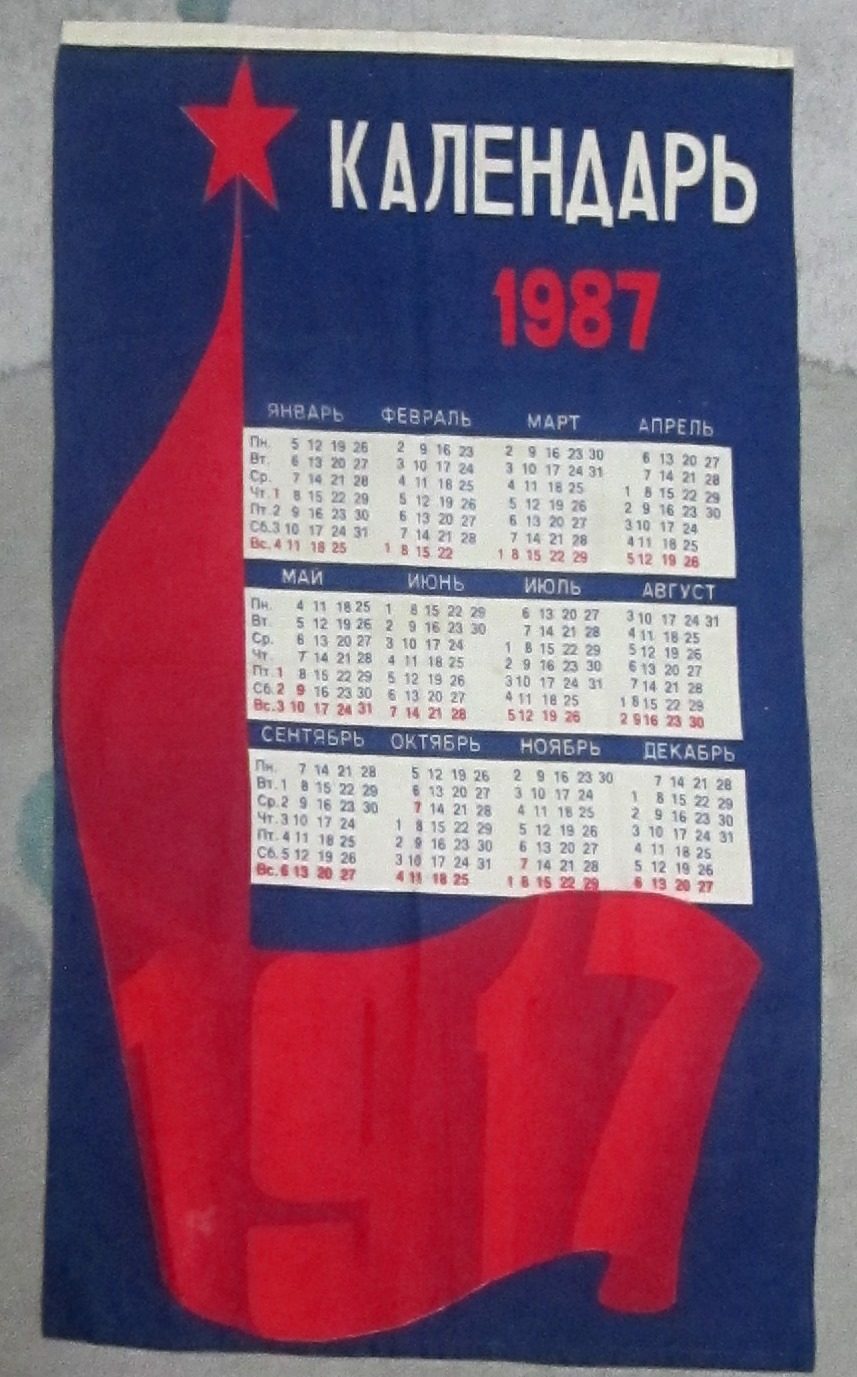 КАЛЕНДАРЬ
1987
ЯНВАРЬ ФЕВРАЛЬ МАРТ АПРЕЛЬ
Пн. 5 12 19 26 2 9 16 23 2 9 16 23 30 6 13 20 27
Вт. 6 13 20 27 3 10 17 24 3 10 17 24 31 7 14 21 28
Ср. 7 14 21 28 4 11 18 25 4 11 18 25 1 8 15 22 29
Чт. 1 8 15 22 29 5 12 19 26 5 12 19 26 2 9 16 23 30
Пт. 2 9 16 23 30 6 13 20 27 6 13 20 27 3 10 17 24
Сб. 3 10 17 24 31 7 14 21 28 7 14 21 28 4 11 18 25
Вс. 4 11 18 25 1 8 15 22 1 8 15 22 29 5 12 19 26
МАЙ ИЮНЬ ИЮЛЬ АВГУСТ
Пн. 4 11 18 25 1 8 15 22 29 6 13 20 27 3 10 17 24 31
Вт. 5 12 19 26 2 9 16 23 30 7 14 21 28 4 11 18 25
Ср. 6 13 20 27 3 10 17 24 1 8 15 22 29 5 12 19 26
Чт. 7 14 21 28 4 11 18 25 2 9 16 23 30 6 13 20 27
Пт. 1 8 15 22 29 5 12 19 26 3 10 17 24 31 7 14 21 28
Сб. 2 9 16 23 30 6 13 20 27 4 11 18 25 1 8 15 22 29
Вс. 3 10 17 24 31 7 14 21 28 5 12 19 26 2 9 16 23 30
СЕНТЯБРЬ ОКТЯБРЬ НОЯБРЬ ДЕКАБРЬ
Пн. 7 14 21 28 5 12 19 26 2 9 16 23 30 7 14 21 28
Вт. 1 8 15 22 29 6 13 20 27 3 10 17 24 1 8 15 22 29
Ср. 2 9 16 23 30 7 14 21 28 4 11 18 25 2 9 16 23 30
Чт. 3 10 17 24 1 8 15 22 29 5 12 19 26 3 10 17 24 31
Пт. 4 11 18 25 2 9 16 23 30 6 13 20 27 4 11 18 25
Сб. 5 12 19 26 3 10 17 24 31 7 14 21 28 5 12 19 26
Вс. 6 13 20 27 4 11 18 25 1 8 15 22 29 6 13 20 27
1917